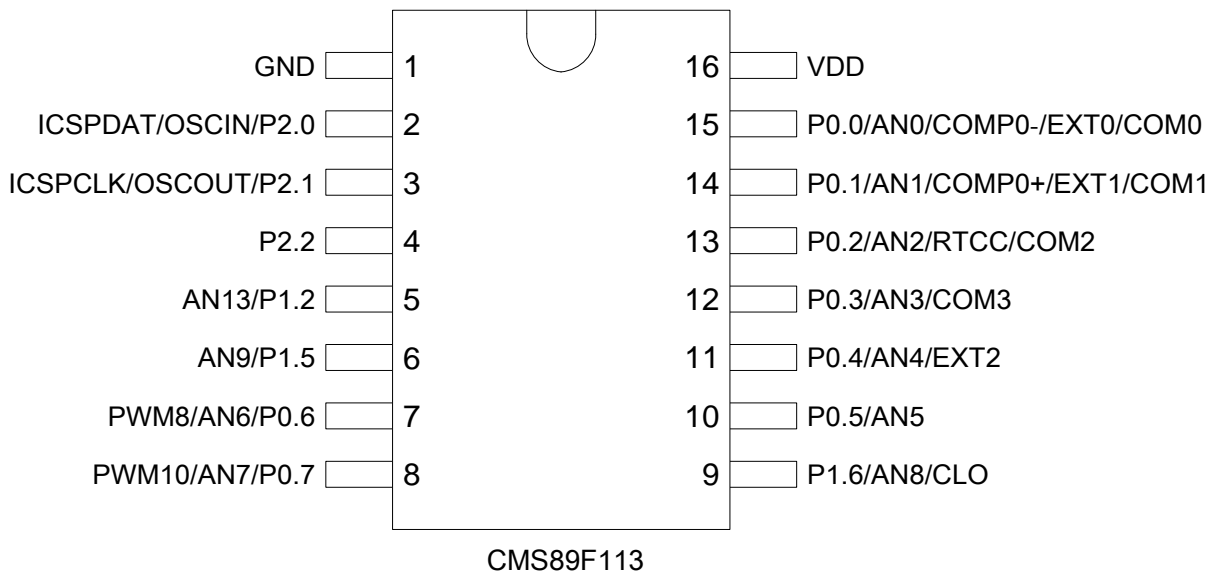 GND 1 16 VDD
ICSPDAT/OSCIN/P2.0 2 15 P0.0/AN0/COMP0-/EXT0/COM0
ICSPCLK/OSCOUT/P2.1 3 14 P0.1/AN1/COMP0+/EXT1/COM1
P2.2 4 13 P0.2/AN2/RTCC/COM2
AN13/P1.2 5 12 P0.3/AN3/COM3
AN9/P1.5 6 11 P0.4/AN4/EXT2
PWM8/AN6/P0.6 7 10 P0.5/AN5
PWM10/AN7/P0.7 8 9 P1.6/AN8/CLO
CMS89F113